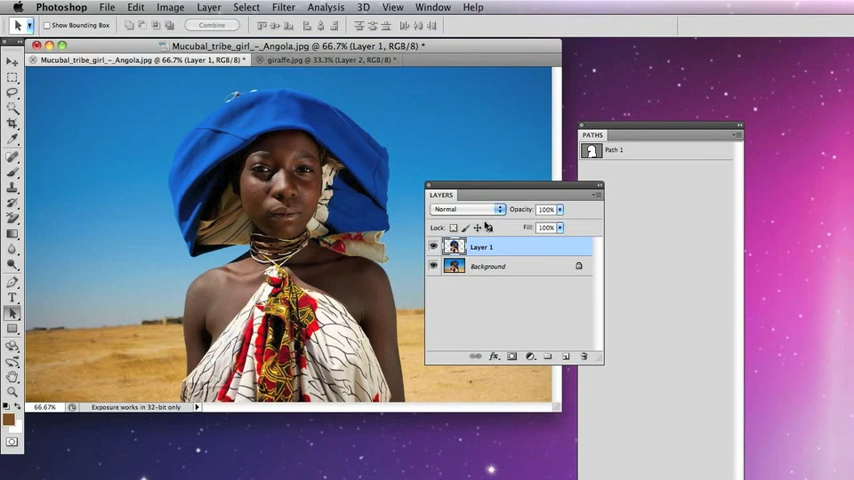 Photoshop File Edit Image Layer Select Filter Analysis 3D View Window Help
Show Bounding Box Combine
Mucubal_tribe_girl_-_Angola.jpg @ 66.7% (Layer 1, RGB/8) *
Mucubal_tribe_girl_-_Angola.jpg @ 66.7% (Layer 1, RGB/8) * giraffe.jpg @ 33.3% (Layer 2, RGB/8) *
PATHS
Path 1
LAYERS
Normal Opacity: 100%
Lock: Fill: 100%
Layer 1
Background
fx
T
66.67% Exposure works in 32-bit only